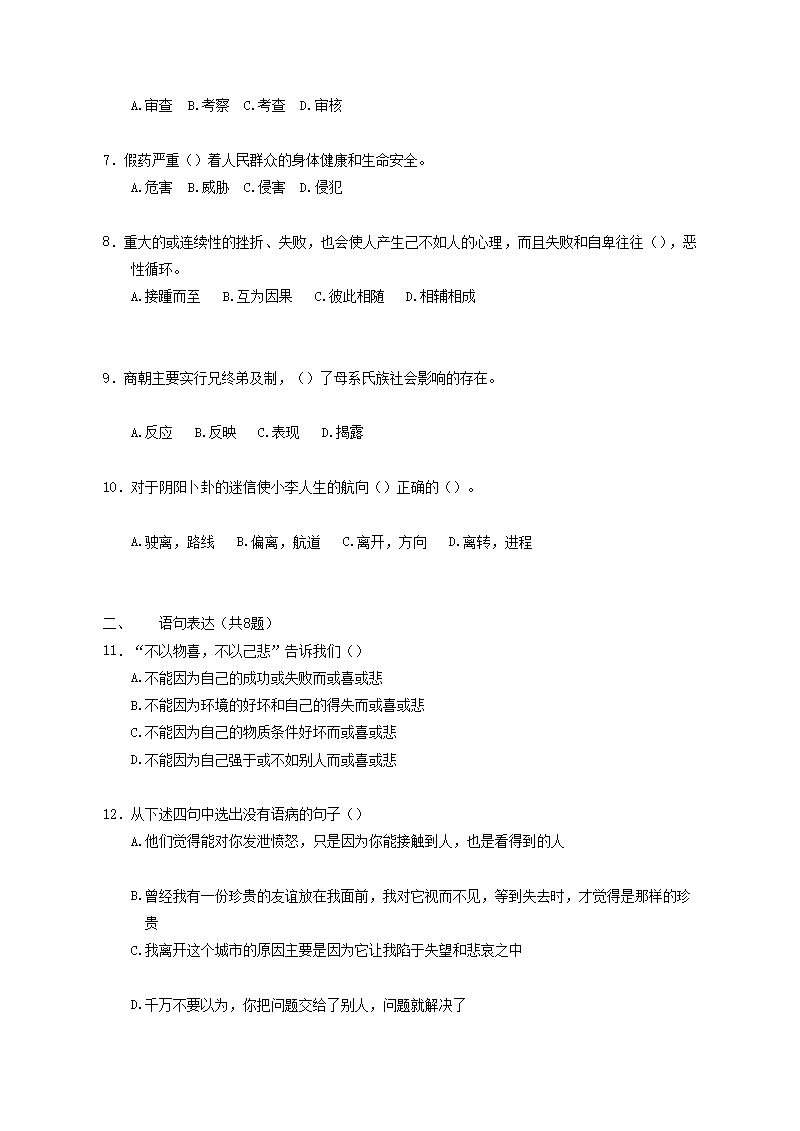 A.审查 B.考察 C.考查 D.审核
7．假药严重()着人民群众的身体健康和生命安全。
A.危害 B.威胁 C.侵害 D.侵犯
8．重大的或连续性的挫折、失败，也会使人产生己不如人的心理，而且失败和自卑往往()，恶
性循环。
A.接踵而至 B.互为因果 C.彼此相随 D.相辅相成
9．商朝主要实行兄终弟及制，()了母系氏族社会影响的存在。
A.反应 B.反映 C.表现 D.揭露
10．对于阴阳卜卦的迷信使小李人生的航向()正确的()。
A.驶离，路线 B.偏离，航道 C.离开，方向 D.离转，进程
二、 语句表达(共8题)
11．“不以物喜，不以己悲”告诉我们()
A.不能因为自己的成功或失败而或喜或悲
B.不能因为环境的好坏和自己的得失而或喜或悲
C.不能因为自己的物质条件好坏而或喜或悲
D.不能因为自己强于或不如别人而或喜或悲
12．从下述四句中选出没有语病的句子()
A.他们觉得能对你发泄愤怒，只是因为你能接触到人，也是看得到的人
B.曾经我有一份珍贵的友谊放在我面前，我对它视而不见，等到失去时，才觉得是那样的珍
贵
C.我离开这个城市的原因主要是因为它让我陷于失望和悲哀之中
D.千万不要以为，你把问题交给了别人，问题就解决了